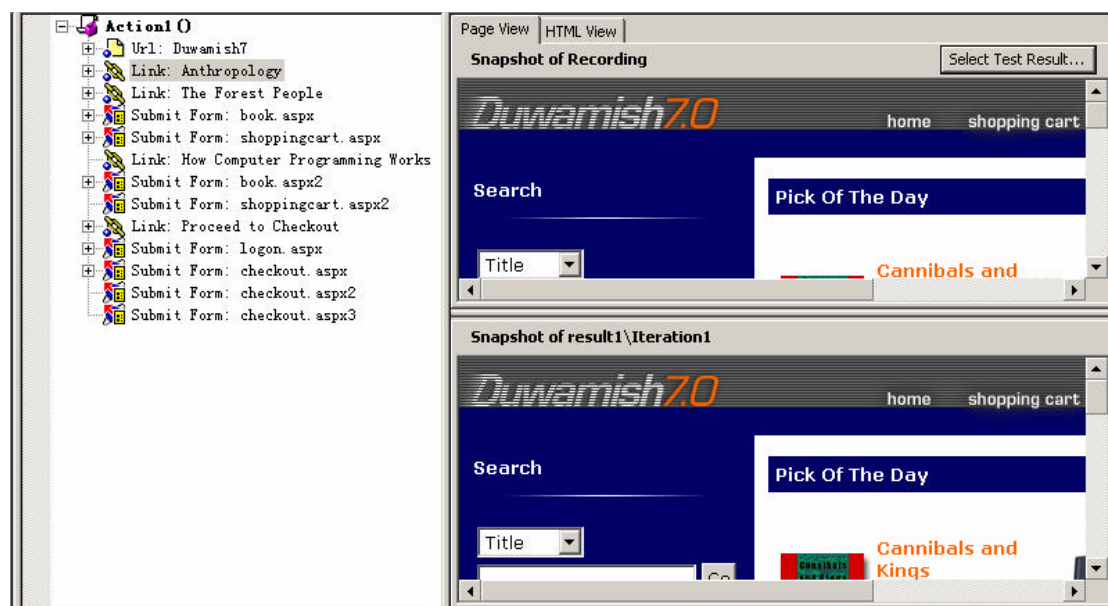 Action1()
Url: Duwamish7
Link: Anthropology
Link: The Forest People
Submit Form: book.aspx
Submit Form: shoppingcart.aspx
Link: How Computer Programming Works
Submit Form: book.aspx2
Submit Form: shoppingcart.aspx2
Link: Proceed to Checkout
Submit Form: logon.aspx
Submit Form: checkout.aspx
Submit Form: checkout.aspx2
Submit Form: checkout.aspx3
Page View HTML View
Snapshot of Recording Select Test Result...
Duwamish7.0
home shopping cart
Search
Pick Of The Day
Title
Cannibals and
Snapshot of result1\Iteration1
Duwamish7.0
home shopping cart
Search
Pick Of The Day
Title
Cannibals and
Kings
Go
Cannibals
and Kings